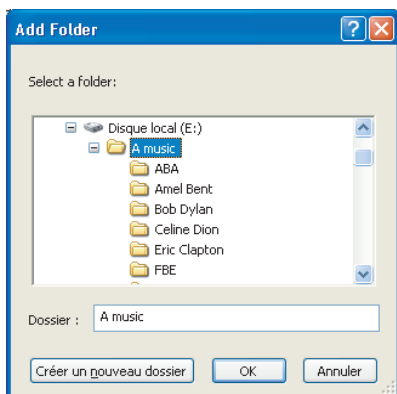 Add Folder
Select a folder:
Disque local (E:)
A music
ABA
Amel Bent
Bob Dylan
Celine Dion
Eric Clapton
FBE
Dossier : A music
Créer un nouveau dossier OK Annuler